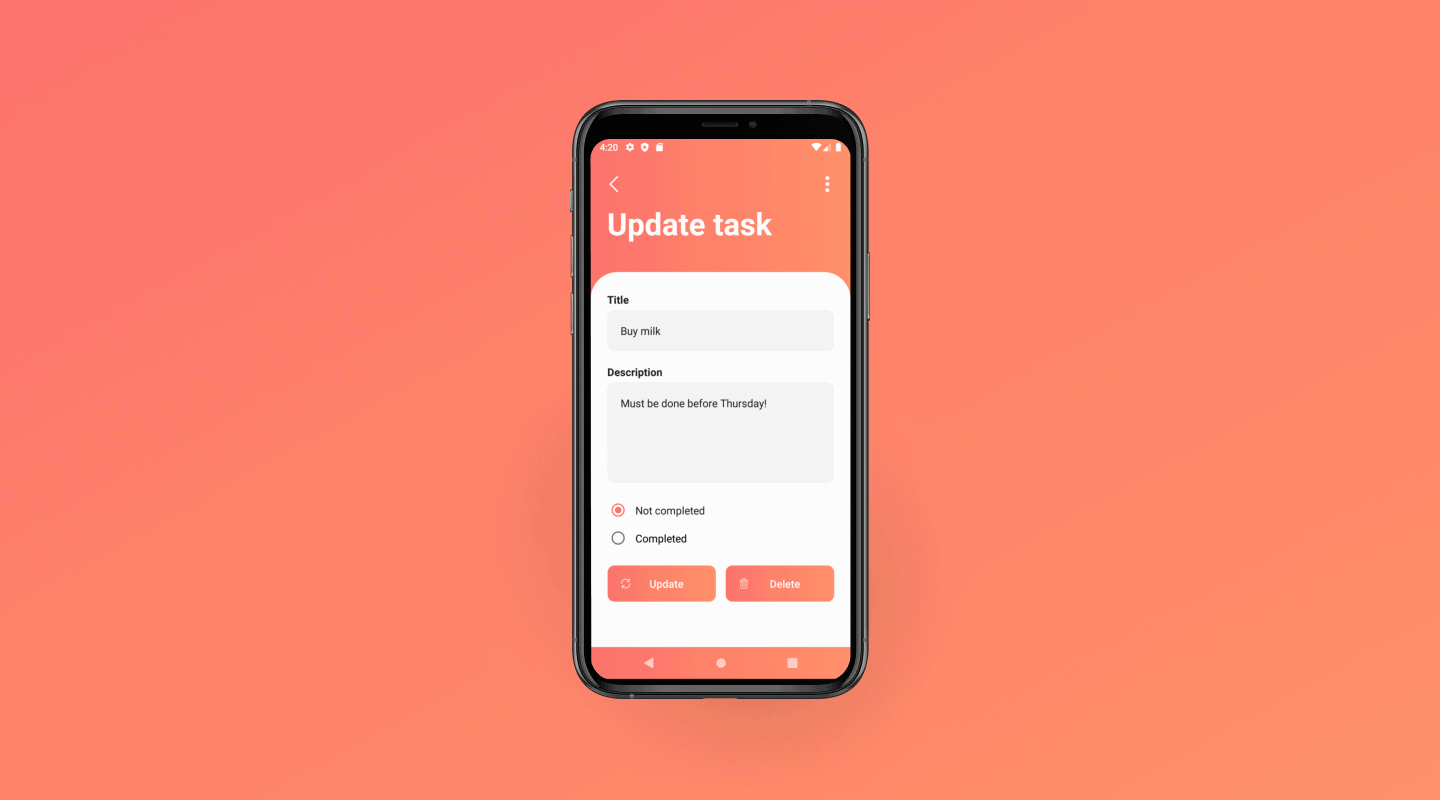 4:20
Update task
Title
Buy milk
Description
Must be done before Thursday!
Not completed
Completed
Update Delete